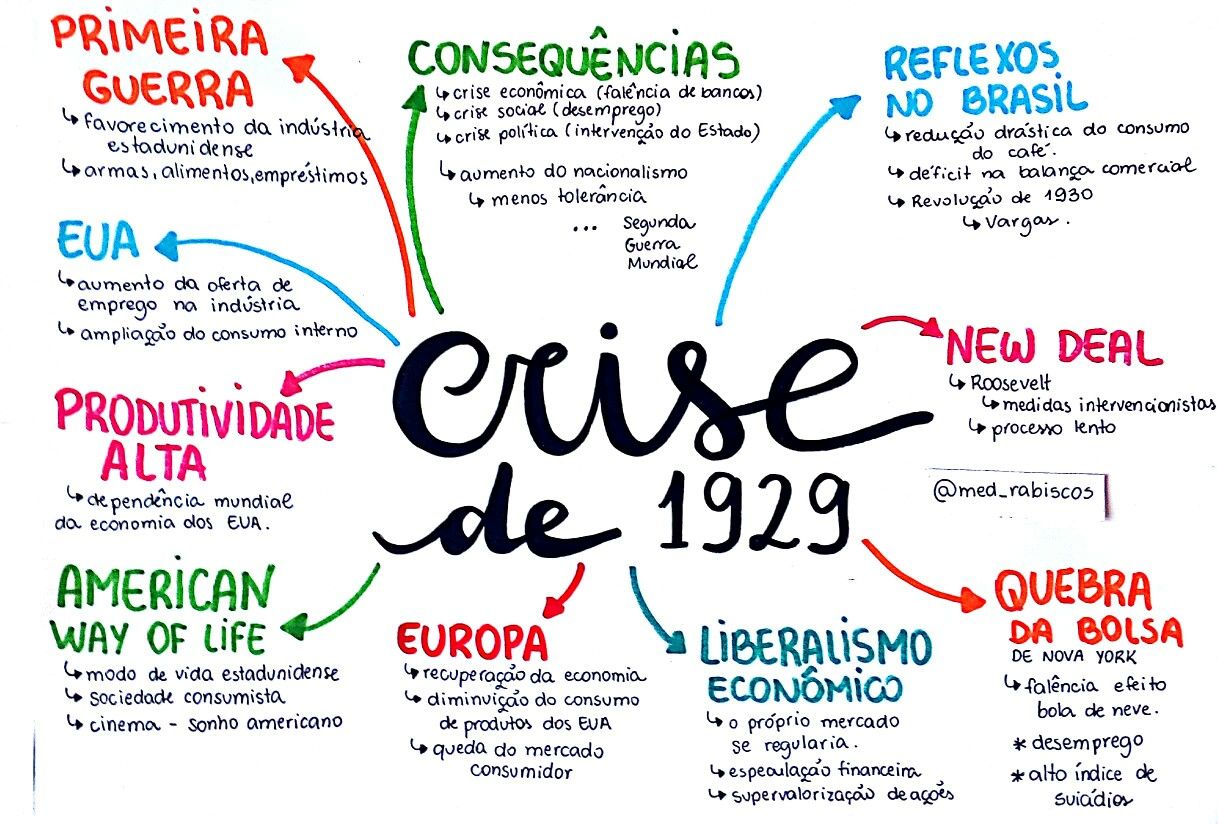 PRIMEIRA
GUERRA
↳ favorecimento da indústria
estadunidense
↳ armas, alimentos, empréstimos
EUA
↳ aumento da oferta de
emprego na indústria
↳ ampliação do consumo interno
PRODUTIVIDADE
ALTA
↳ dependência mundial
da economia dos EUA.
AMERICAN
WAY OF LIFE
↳ modo de vida estadunidense
↳ sociedade consumista
↳ cinema - sonho americano
CONSEQUÊNCIAS
↳ crise econômica (falência de bancos)
↳ crise social (desemprego)
↳ crise política (intervenção do Estado)
↳ aumento do nacionalismo
↳ menos tolerância
... Segunda
Guerra
Mundial
crise
de 1929
EUROPA
↳ recuperação da economia
↳ diminuição do consumo
de produtos dos EUA
↳ queda do mercado
consumidor
LIBERALISMO
ECONÔMICO
↳ o próprio mercado
se regularia.
↳ especulação financeira
↳ supervalorização de ações
REFLEXOS
NO BRASIL
↳ redução drástica do consumo
do café.
↳ déficit na balança comercial
↳ Revolução de 1930
↳ Vargas.
NEW DEAL
↳ Roosevelt
↳ medidas intervencionistas
↳ processo lento
@med_rabiscos
QUEBRA
DA BOLSA
DE NOVA YORK
↳ falência efeito
bola de neve.
* desemprego
* alto índice de
suicídios